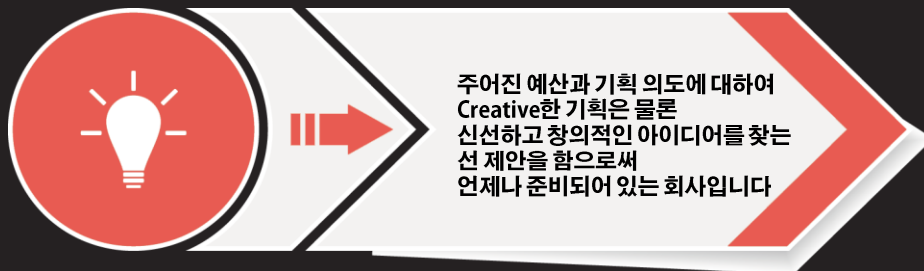 주어진 예산과 기획 의도에 대하여
Creative한 기획은 물론
신선하고 창의적인 아이디어를 찾는
선 제안을 함으로써
언제나 준비되어 있는 회사입니다